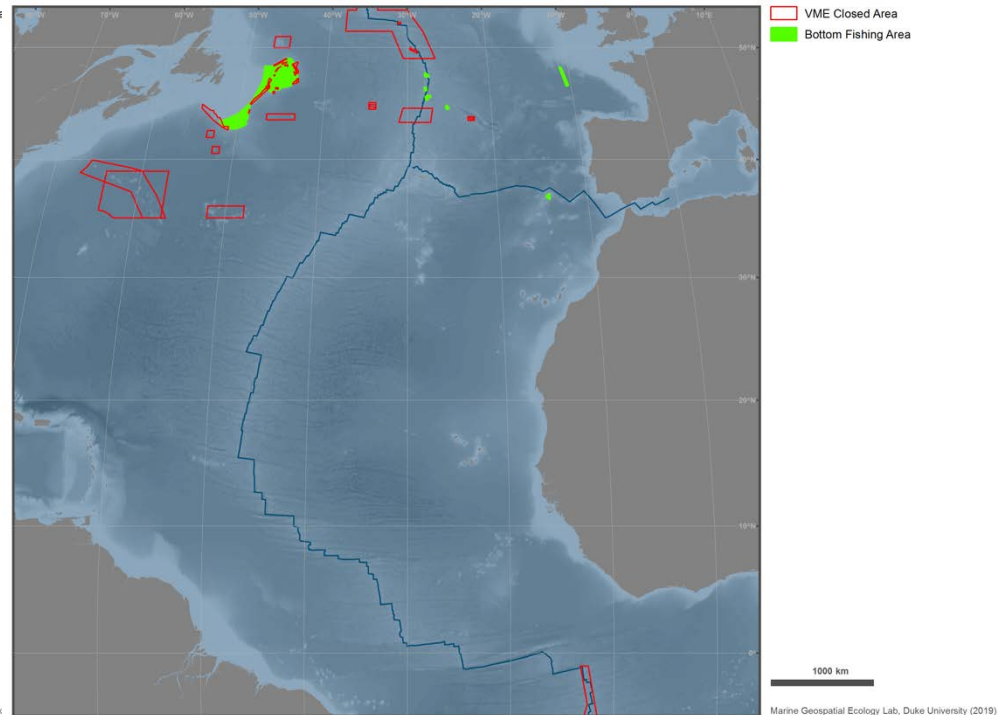 VME Closed Area
Bottom Fishing Area
70°W
60°W
50°W
40°W
30°W
20°W
10°W
0°E
10°E
50°N
30°N
20°N
10°N
0°N
1000 km
Marine Geospatial Ecology Lab, Duke University (2019)